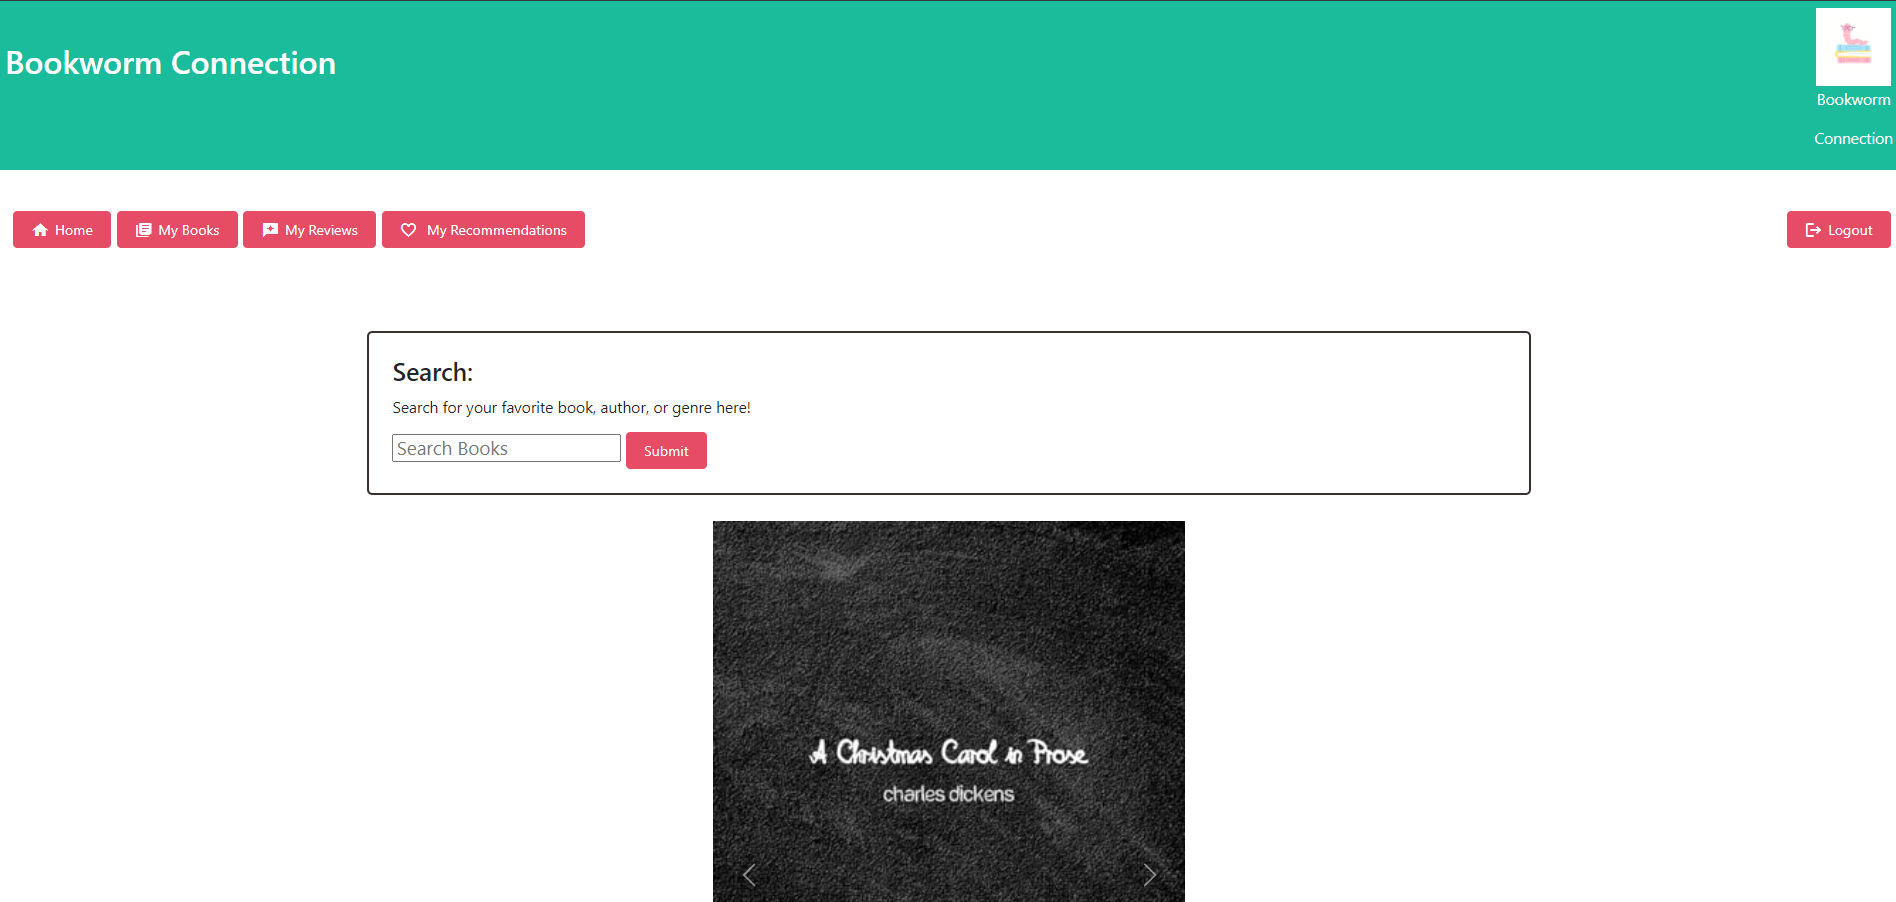 Bookworm Connection
Bookworm
Connection
Home
My Books
My Reviews
My Recommendations
Logout
Search:
Search for your favorite book, author, or genre here!
Search Books
Submit
A Christmas Carol in Prose
charles dickens